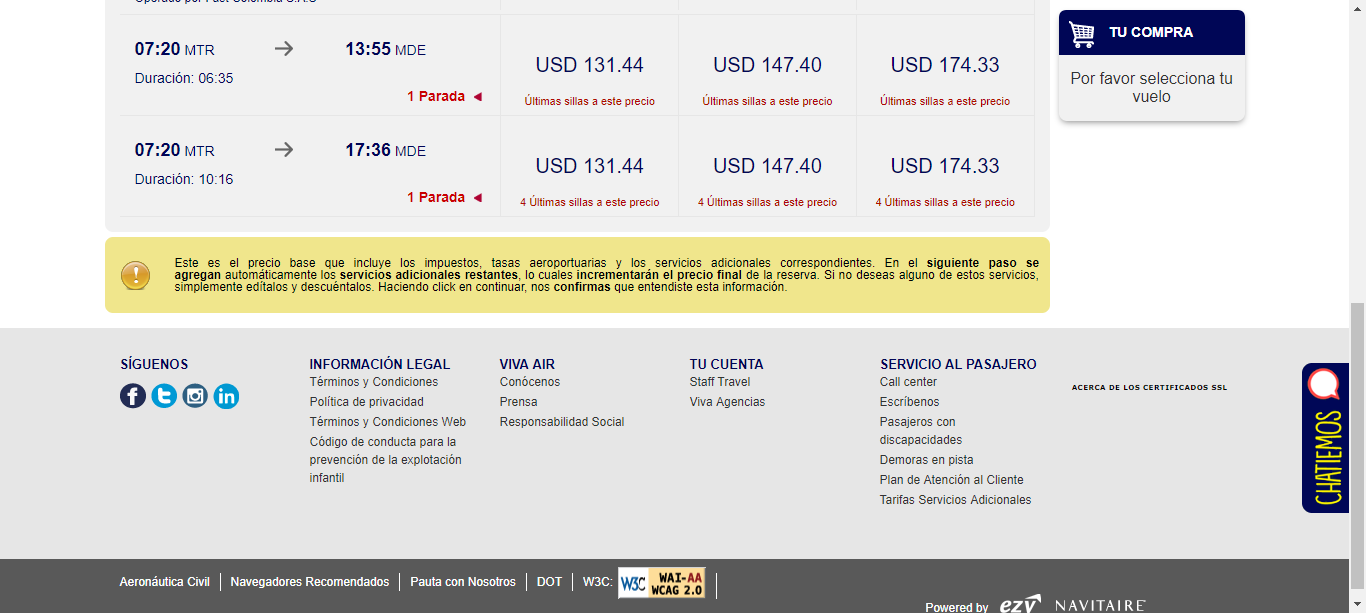 07:20 MTR
13:55 MDE
Duración: 06:35
1 Parada
USD 131.44
USD 147.40
USD 174.33
Últimas sillas a este precio
Últimas sillas a este precio
Últimas sillas a este precio
07:20 MTR
17:36 MDE
Duración: 10:16
1 Parada
USD 131.44
USD 147.40
USD 174.33
4 Últimas sillas a este precio
4 Últimas sillas a este precio
4 Últimas sillas a este precio
TU COMPRA
Por favor selecciona tu
vuelo
Este es el precio base que incluye los impuestos, tasas aeroportuarias y los servicios adicionales correspondientes. En el siguiente paso se
agregan automáticamente los servicios adicionales restantes, lo cuales incrementarán el precio final de la reserva. Si no deseas alguno de estos servicios,
simplemente edítalos y descuéntalos. Haciendo click en continuar, nos confirmas que entendiste esta información.
SÍGUENOS
INFORMACIÓN LEGAL
Términos y Condiciones
Política de privacidad
Términos y Condiciones Web
Código de conducta para la
prevención de la explotación
infantil
VIVA AIR
Conócenos
Prensa
Responsabilidad Social
TU CUENTA
Staff Travel
Viva Agencias
SERVICIO AL PASAJERO
Call center
Escríbenos
Pasajeros con
discapacidades
Demoras en pista
Plan de Atención al Cliente
Tarifas Servicios Adicionales
ACERCA DE LOS CERTIFICADOS SSL
CHATIEMOS
Aeronáutica Civil
Navegadores Recomendados
Pauta con Nosotros
DOT
W3C:
W3C WAI-AA
WCAG 2.0
Powered by ezy NAVITAIRE